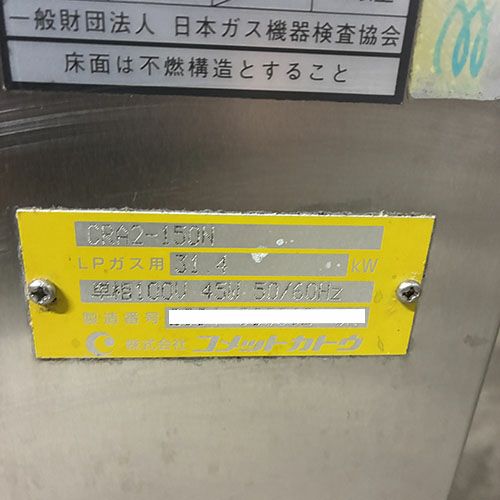 一般財団法人 日本ガス機器検査協会
床面は不燃構造とすること
CRA2-150N
LPガス用 31.4 kW
単相100V 45W 50/60Hz
製造番号
株式会社 コメットカトウ